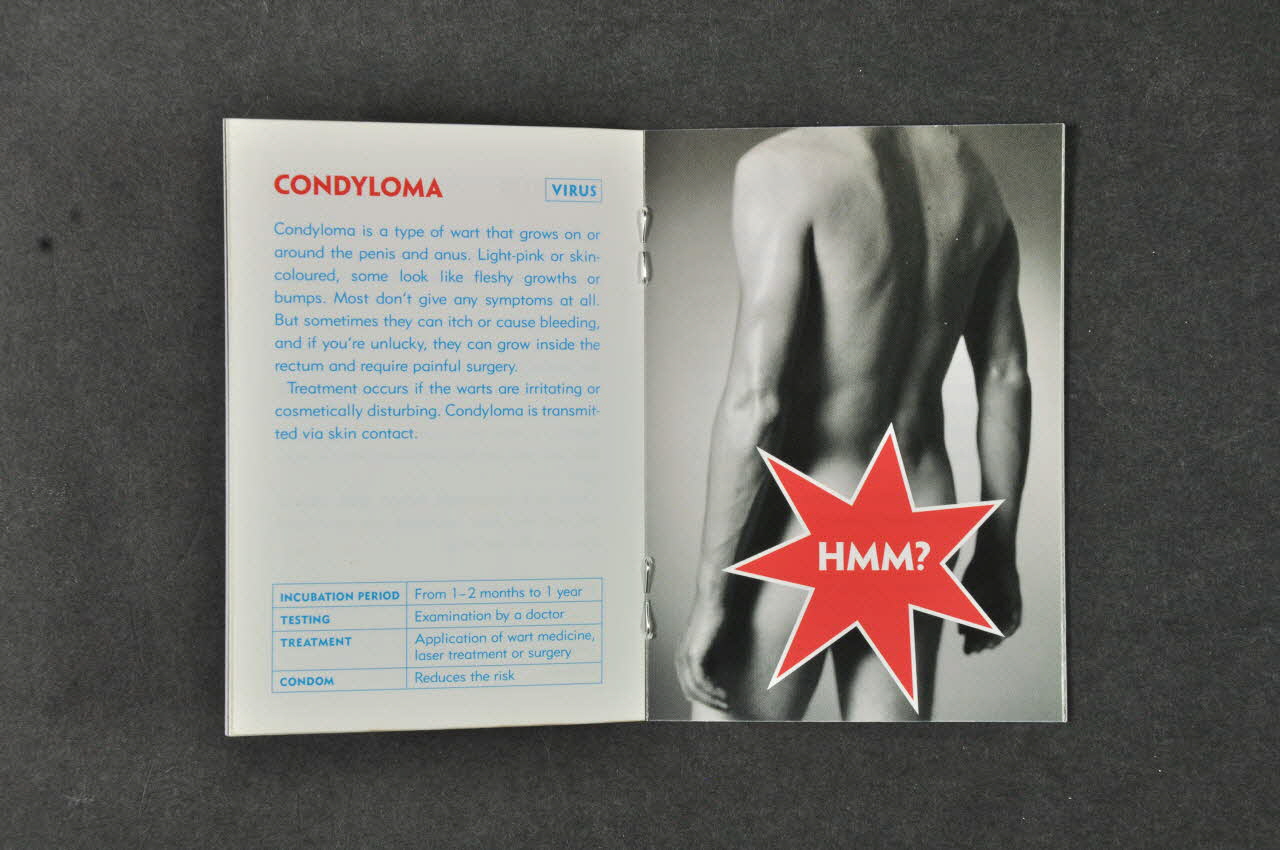 CONDYLOMA
VIRUS
Condyloma is a type of wart that grows on or
around the penis and anus. Light-pink or skin-
coloured, some look like fleshy growths or
bumps. Most don't give any symptoms at all.
But sometimes they can itch or cause bleeding,
and if you're unlucky, they can grow inside the
rectum and require painful surgery.
Treatment occurs if the warts are irritating or
cosmetically disturbing. Condyloma is transmit-
ted via skin contact.
INCUBATION PERIOD From 1–2 months to 1 year
TESTING Examination by a doctor
TREATMENT Application of wart medicine,
laser treatment or surgery
CONDOM Reduces the risk
HMM?